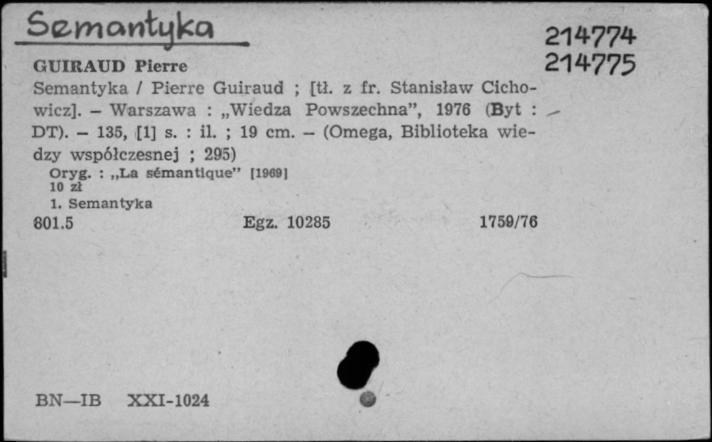 Semantyka
214774
214775
GUIRAUD Pierre
Semantyka / Pierre Guiraud ; [tł. z fr. Stanisław Cicho-
wicz]. — Warszawa : „Wiedza Powszechna”, 1976 (Byt :
DT). — 135, [1] s. : il. ; 19 cm. — (Omega, Biblioteka wie-
dzy współczesnej ; 295)
Oryg. : „La sémantique” [1969]
10 zł
1. Semantyka
801.5 Egz. 10285 1759/76
BN—IB XXI-1024